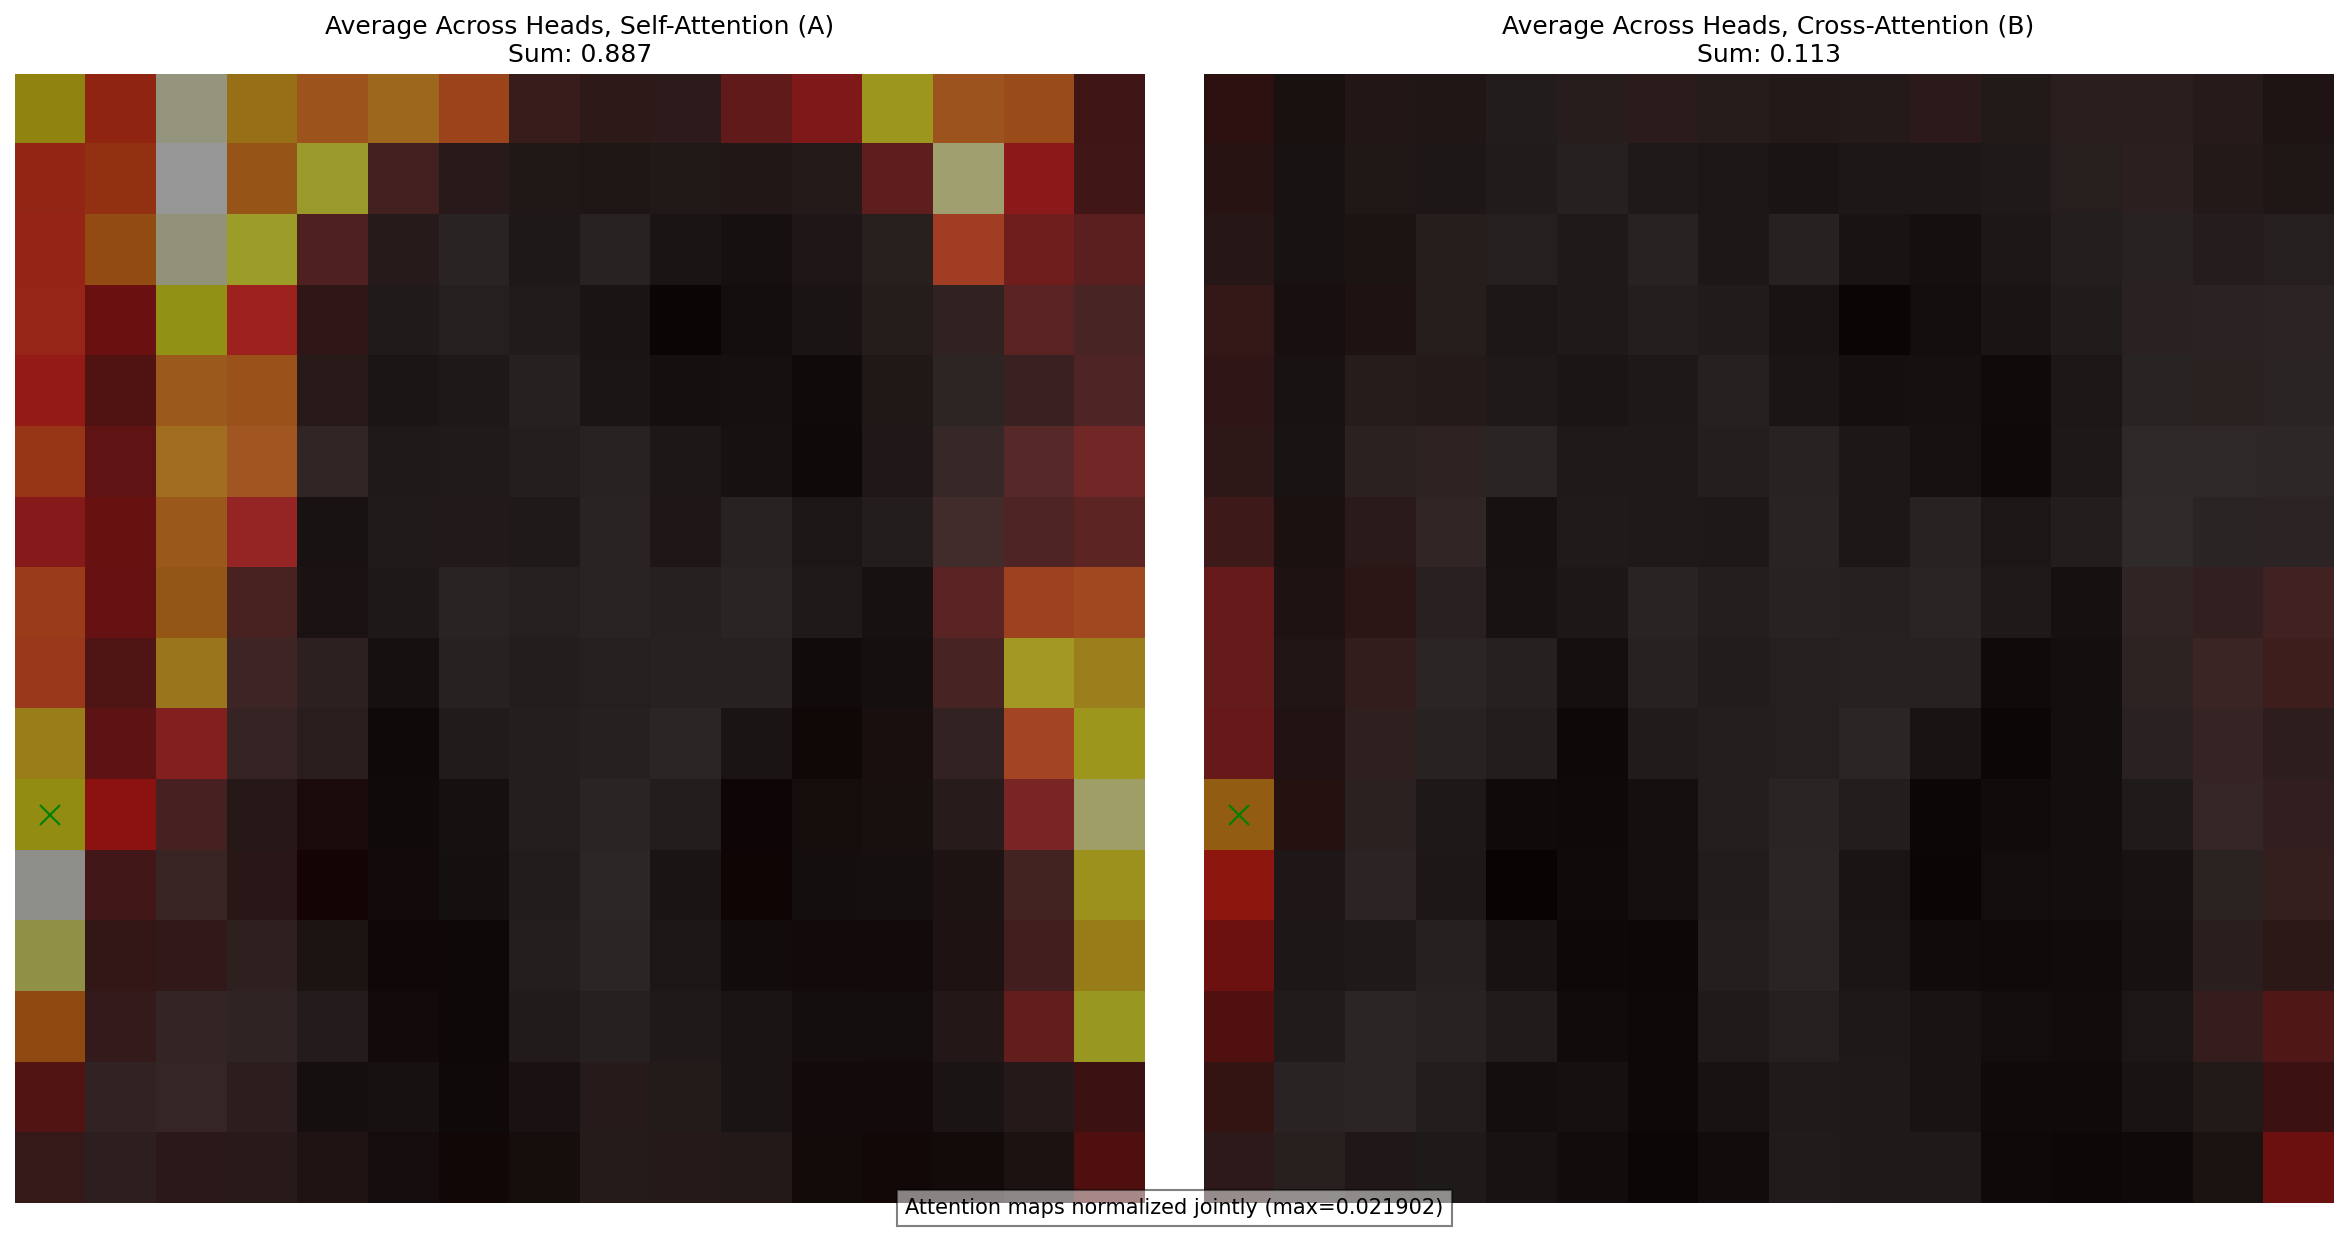 Average Across Heads, Self-Attention (A)
Sum: 0.887
Average Across Heads, Cross-Attention (B)
Sum: 0.113
Attention maps normalized jointly (max=0.021902)